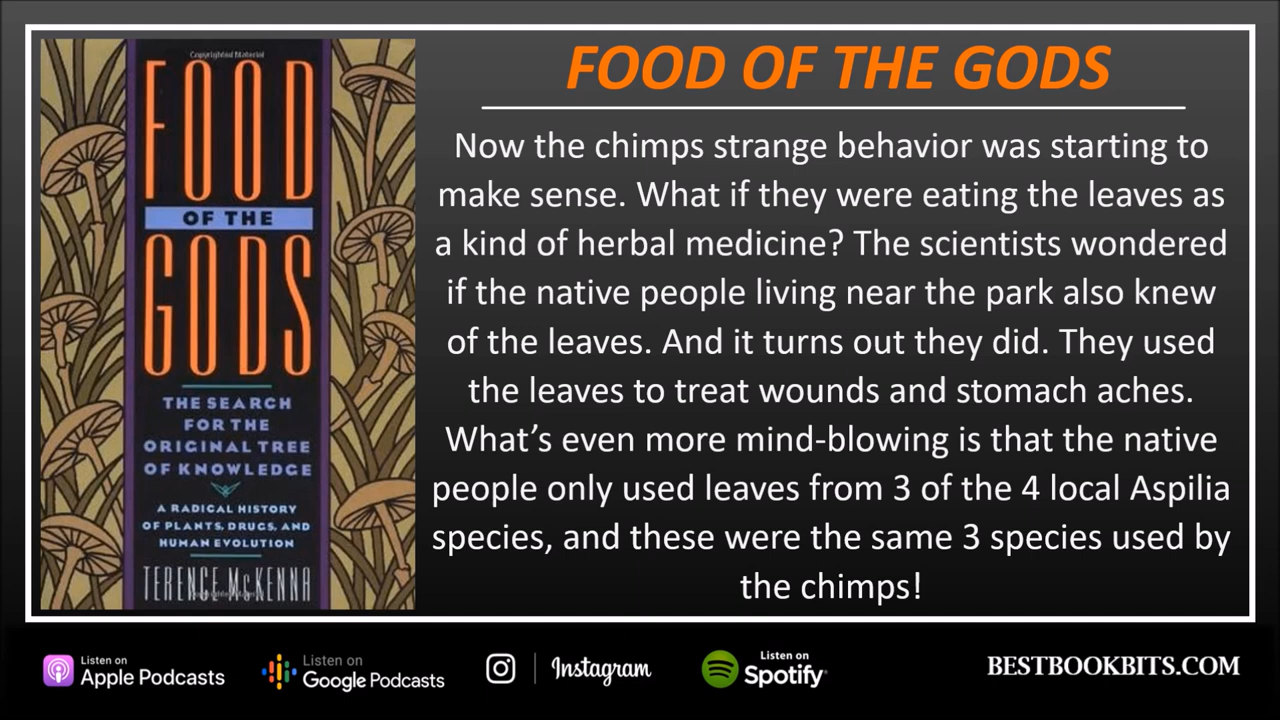 Copyrighted Material
FOOD
OF THE
GODS
THE SEARCH
FOR THE
ORIGINAL TREE
OF KNOWLEDGE
A RADICAL HISTORY
OF PLANTS, DRUGS, AND
HUMAN EVOLUTION
TERENCE McKENNA
FOOD OF THE GODS
Now the chimps strange behavior was starting to
make sense. What if they were eating the leaves as
a kind of herbal medicine? The scientists wondered
if the native people living near the park also knew
of the leaves. And it turns out they did. They used
the leaves to treat wounds and stomach aches.
What’s even more mind-blowing is that the native
people only used leaves from 3 of the 4 local Aspilia
species, and these were the same 3 species used by
the chimps!
Listen on
Apple Podcasts
Listen on
Google Podcasts
Instagram
Listen on
Spotify
BESTBOOKBITS.COM